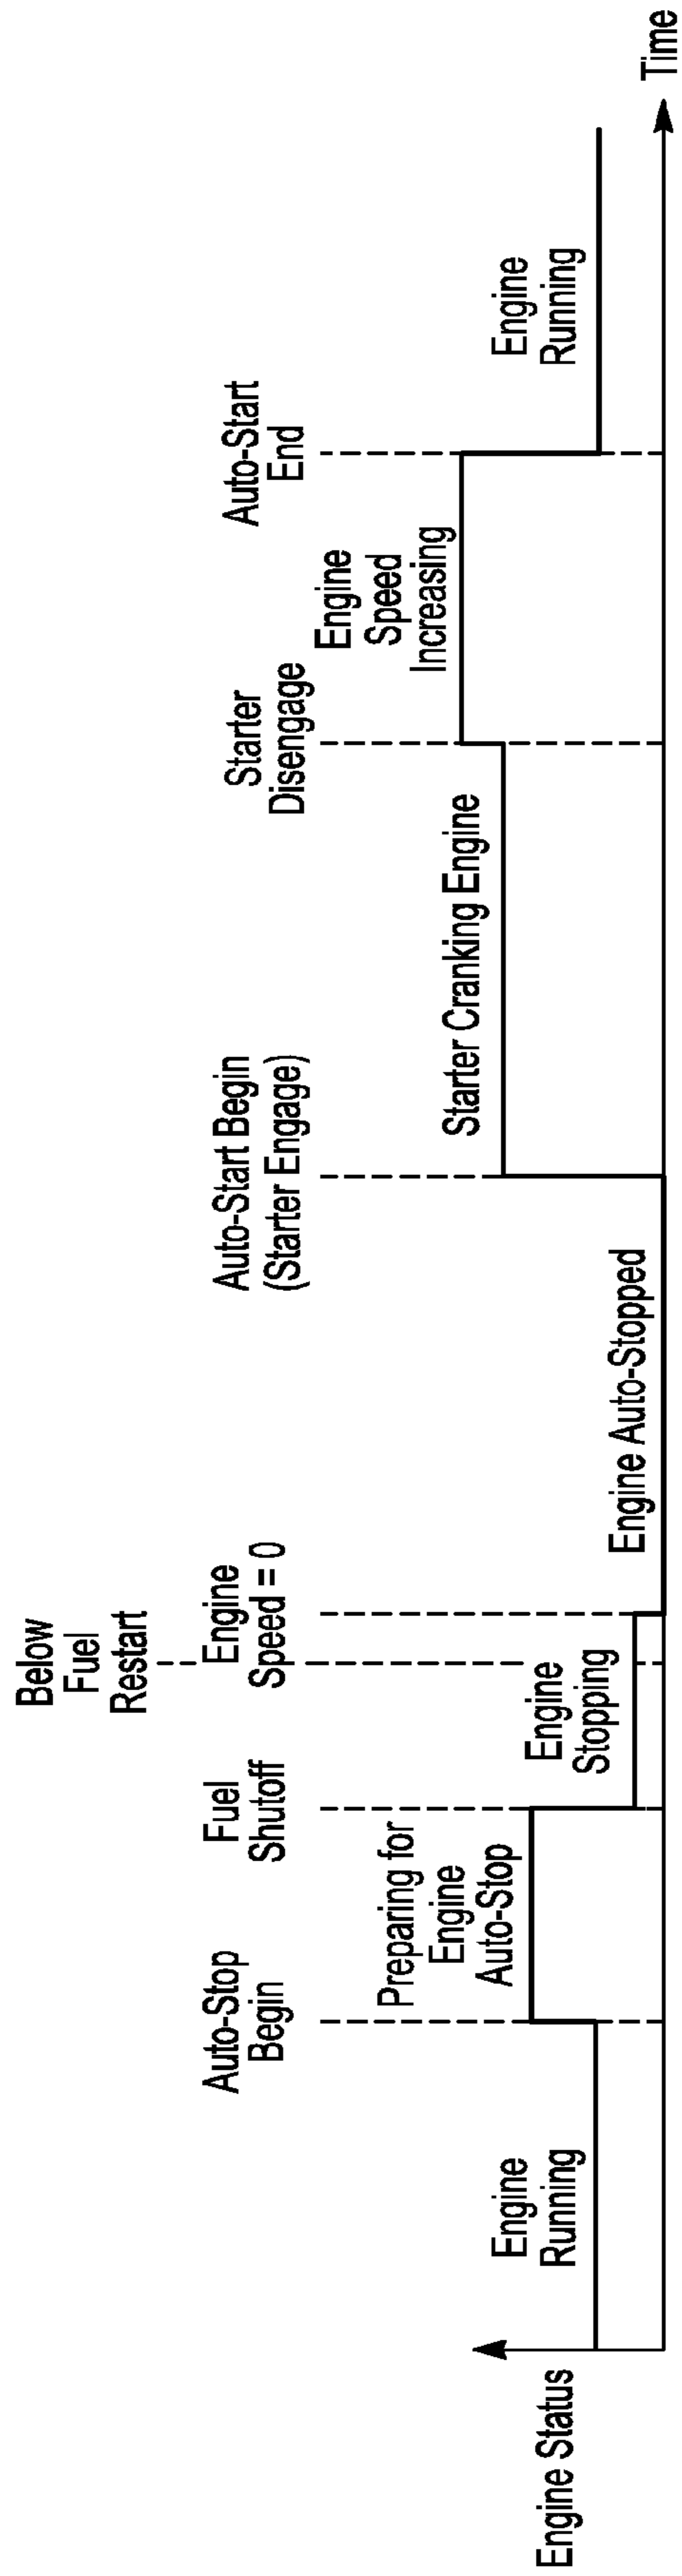 Engine Status
Engine
Running
Auto-Stop
Begin
Preparing for
Engine
Auto-Stop
Fuel
Shutoff
Engine
Stopping
Below
Fuel
Restart
Engine
Speed = 0
Engine Auto-Stopped
Auto-Start Begin
(Starter Engage)
Starter Cranking Engine
Starter
Disengage
Engine
Speed
Increasing
Auto-Start
End
Engine
Running
Time